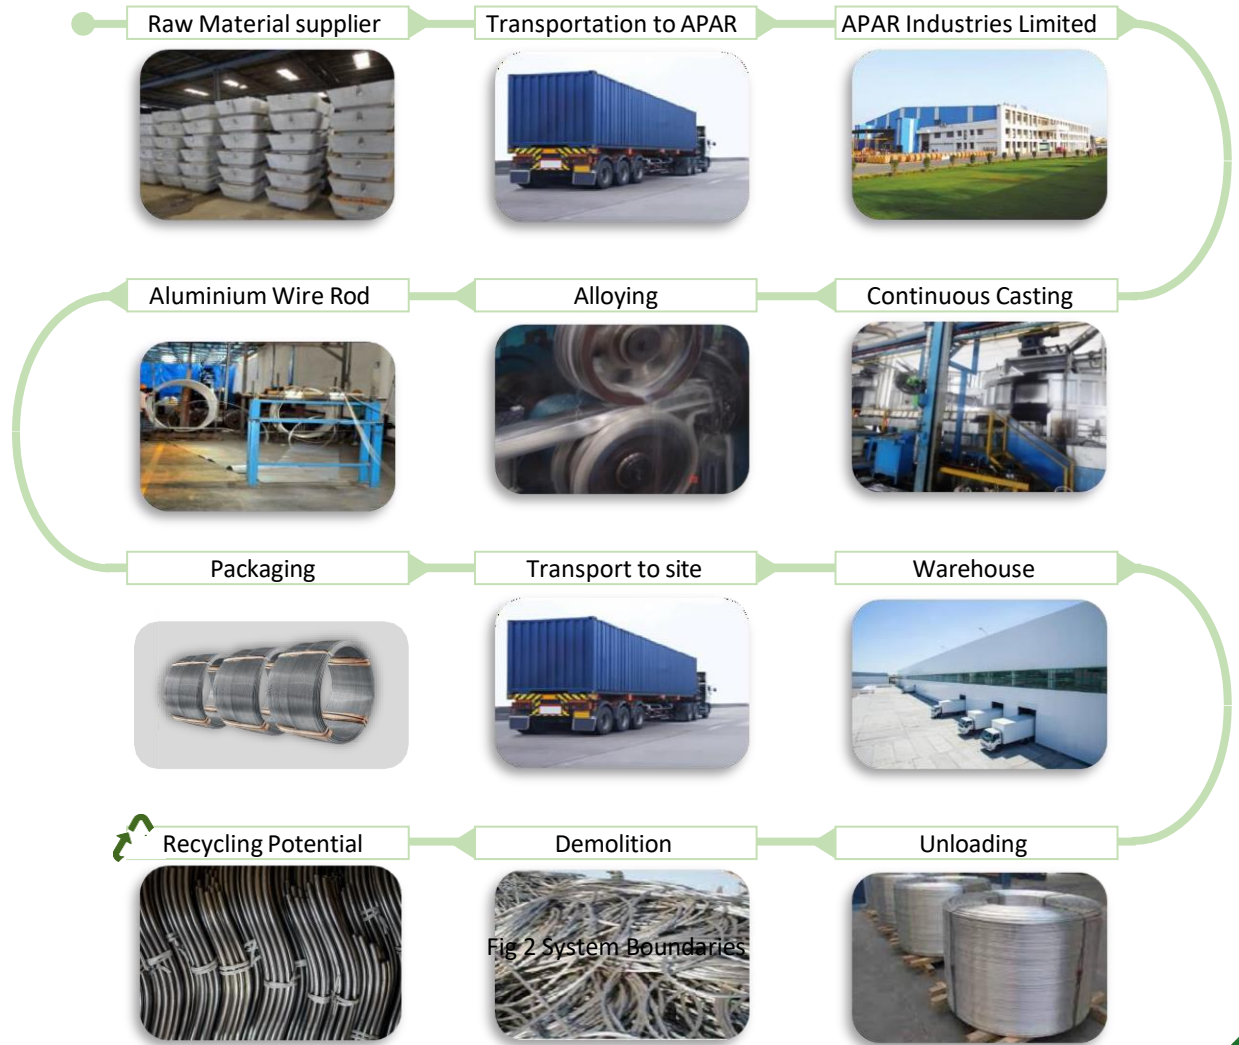 Raw Material supplier
Transportation to APAR
APAR Industries Limited
Aluminium Wire Rod
Alloying
Continuous Casting
Packaging
Transport to site
Warehouse
Recycling Potential
Demolition
Unloading
Fig 2 System Boundaries